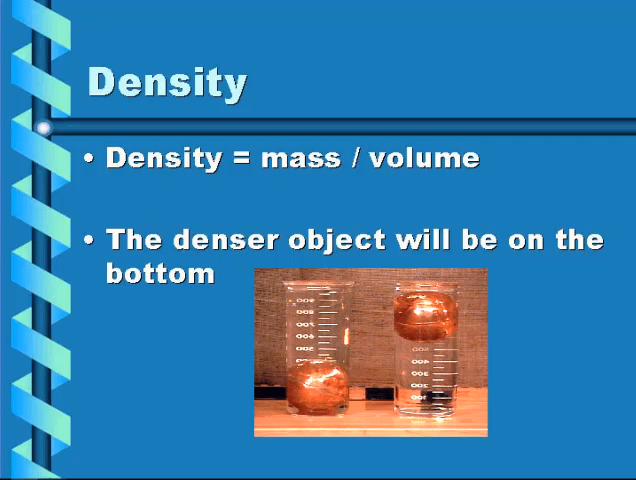 Density
• Density = mass / volume
• The denser object will be on the
bottom